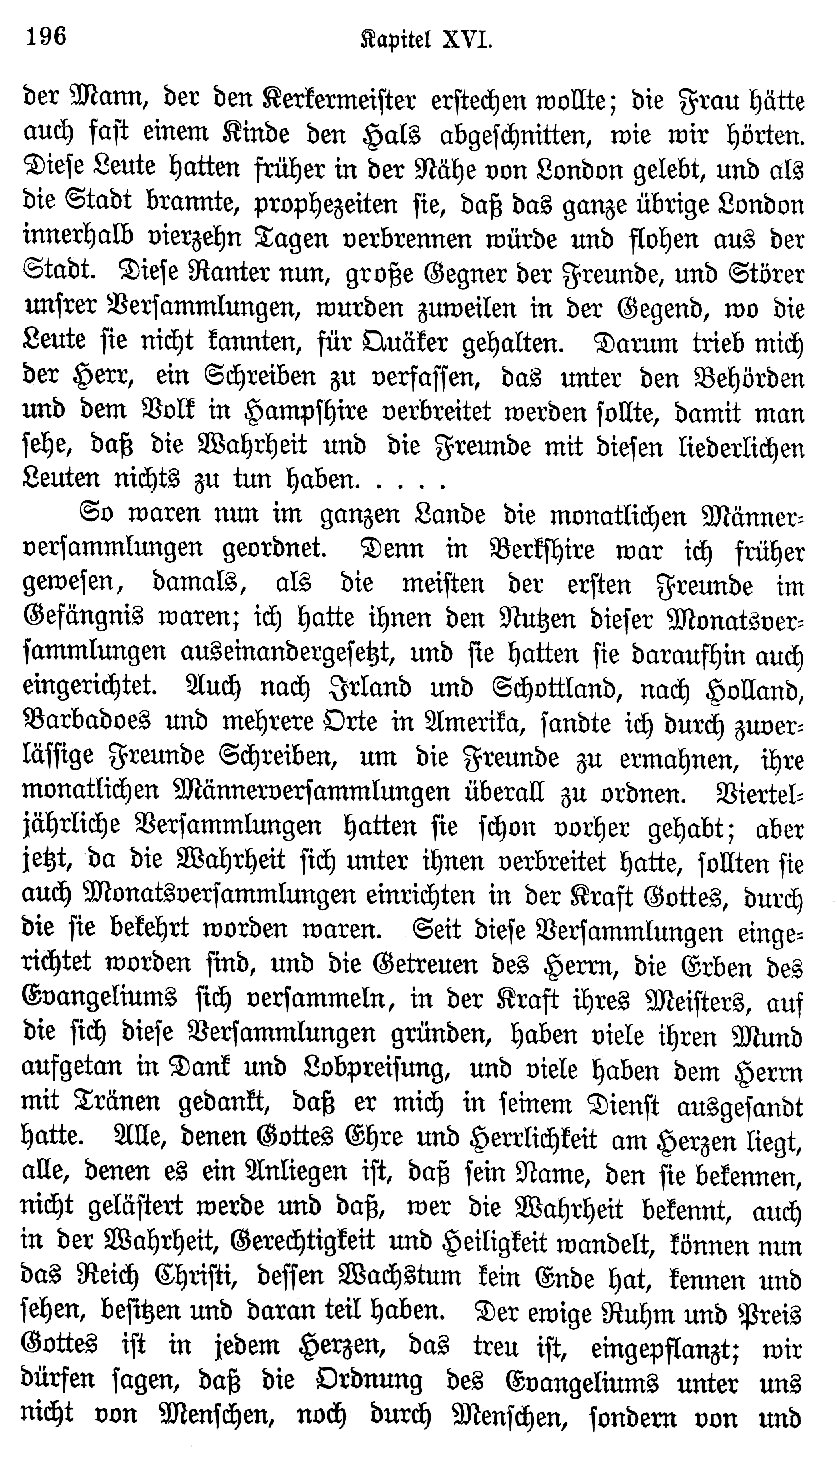 196 Kapitel XVI.
der Mann, der den Kerkermeister erstechen wollte; die Frau hätte
auch fast einem Kinde den Hals abgeschnitten, wie wir hörten.
Diese Leute hatten früher in der Nähe von London gelebt, und als
die Stadt brannte, prophezeiten sie, daß das ganze übrige London
innerhalb vierzehn Tagen verbrennen würde und flohen aus der
Stadt. Diese Ranter nun, große Gegner der Freunde, und Störer
unsrer Versammlungen, wurden zuweilen in der Gegend, wo die
Leute sie nicht kannten, für Quäker gehalten. Darum trieb mich
der Herr, ein Schreiben zu verfassen, das unter den Behörden
und dem Volk in Hampshire verbreitet werden sollte, damit man
sehe, daß die Wahrheit und die Freunde mit diesen liederlichen
Leuten nichts zu tun haben. . . . .
So waren nun im ganzen Lande die monatlichen Männer-
versammlungen geordnet. Denn in Berkshire war ich früher
gewesen, damals, als die meisten der ersten Freunde im
Gefängnis waren; ich hatte ihnen den Nutzen dieser Monatsver-
sammlungen auseinandergesetzt, und sie hatten sie daraufhin auch
eingerichtet. Auch nach Irland und Schottland, nach Holland,
Barbadoes und mehrere Orte in Amerika, sandte ich durch zuver-
lässige Freunde Schreiben, um die Freunde zu ermahnen, ihre
monatlichen Männerversammlungen überall zu ordnen. Viertel-
jährliche Versammlungen hatten sie schon vorher gehabt; aber
jetzt, da die Wahrheit sich unter ihnen verbreitet hatte, sollten sie
auch Monatsversammlungen einrichten in der Kraft Gottes, durch
die sie bekehrt worden waren. Seit diese Versammlungen einge-
richtet worden sind, und die Getreuen des Herrn, die Erben des
Evangeliums sich versammeln, in der Kraft ihres Meisters, auf
die sich diese Versammlungen gründen, haben viele ihren Mund
aufgetan in Dank und Lobpreisung, und viele haben dem Herrn
mit Tränen gedankt, daß er mich in seinem Dienst ausgesandt
hatte. Alle, denen Gottes Ehre und Herrlichkeit am Herzen liegt,
alle, denen es ein Anliegen ist, daß sein Name, den sie bekennen,
nicht gelästert werde und daß, wer die Wahrheit bekennt, auch
in der Wahrheit, Gerechtigkeit und Heiligkeit wandelt, können nun
das Reich Christi, dessen Wachstum kein Ende hat, kennen und
sehen, besitzen und daran teil haben. Der ewige Ruhm und Preis
Gottes ist in jedem Herzen, das treu ist, eingepflanzt; wir
dürfen sagen, daß die Ordnung des Evangeliums unter uns
nicht von Menschen, noch durch Menschen, sondern von und